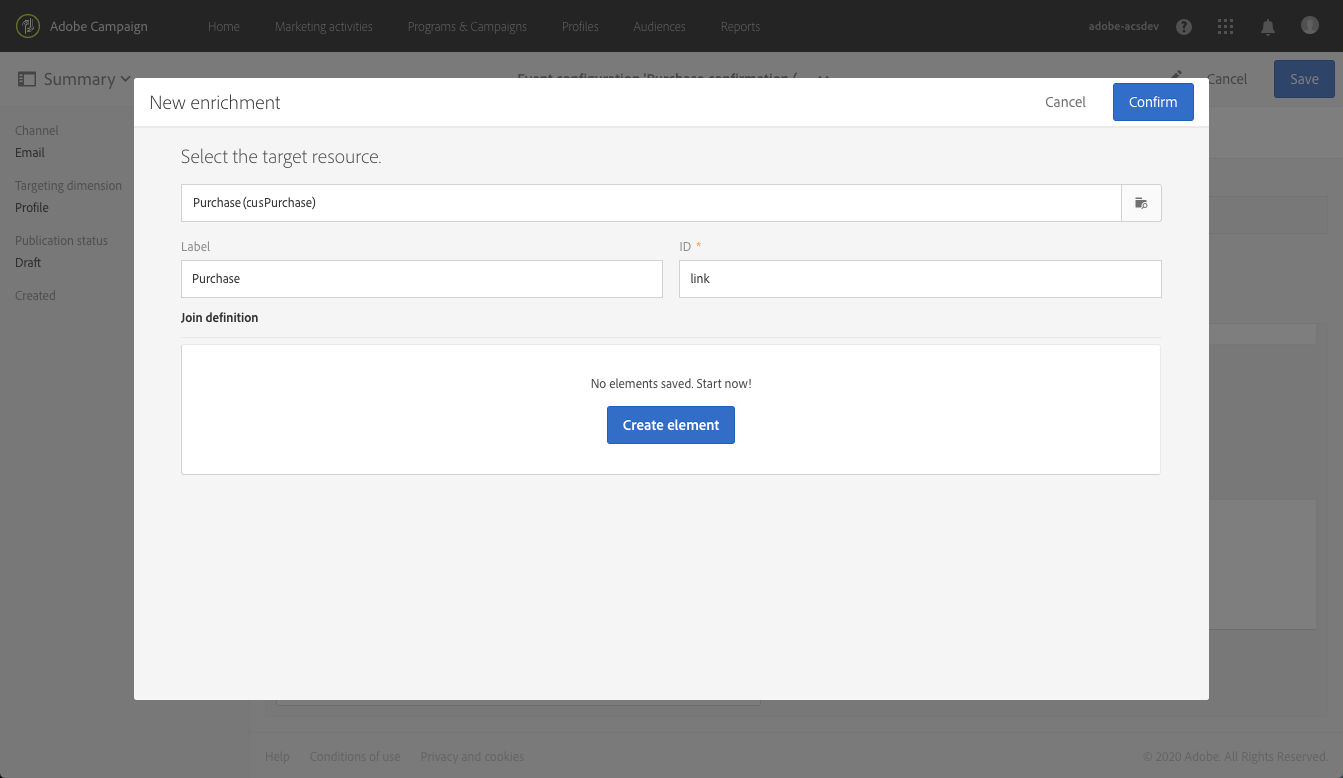 Adobe Campaign Home Marketing activities Programs & Campaigns Profiles Audiences Reports adobe-acsdev
Summary Event configuration 'Purchase confirmation ( Cancel Save
New enrichment Cancel Confirm
Channel
Email
Targeting dimension
Profile
Publication status
Draft
Created
Select the target resource.
Purchase (cusPurchase)
Label ID *
Purchase link
Join definition
No elements saved. Start now!
Create element
Help Conditions of use Privacy and cookies © 2020 Adobe. All Rights Reserved.